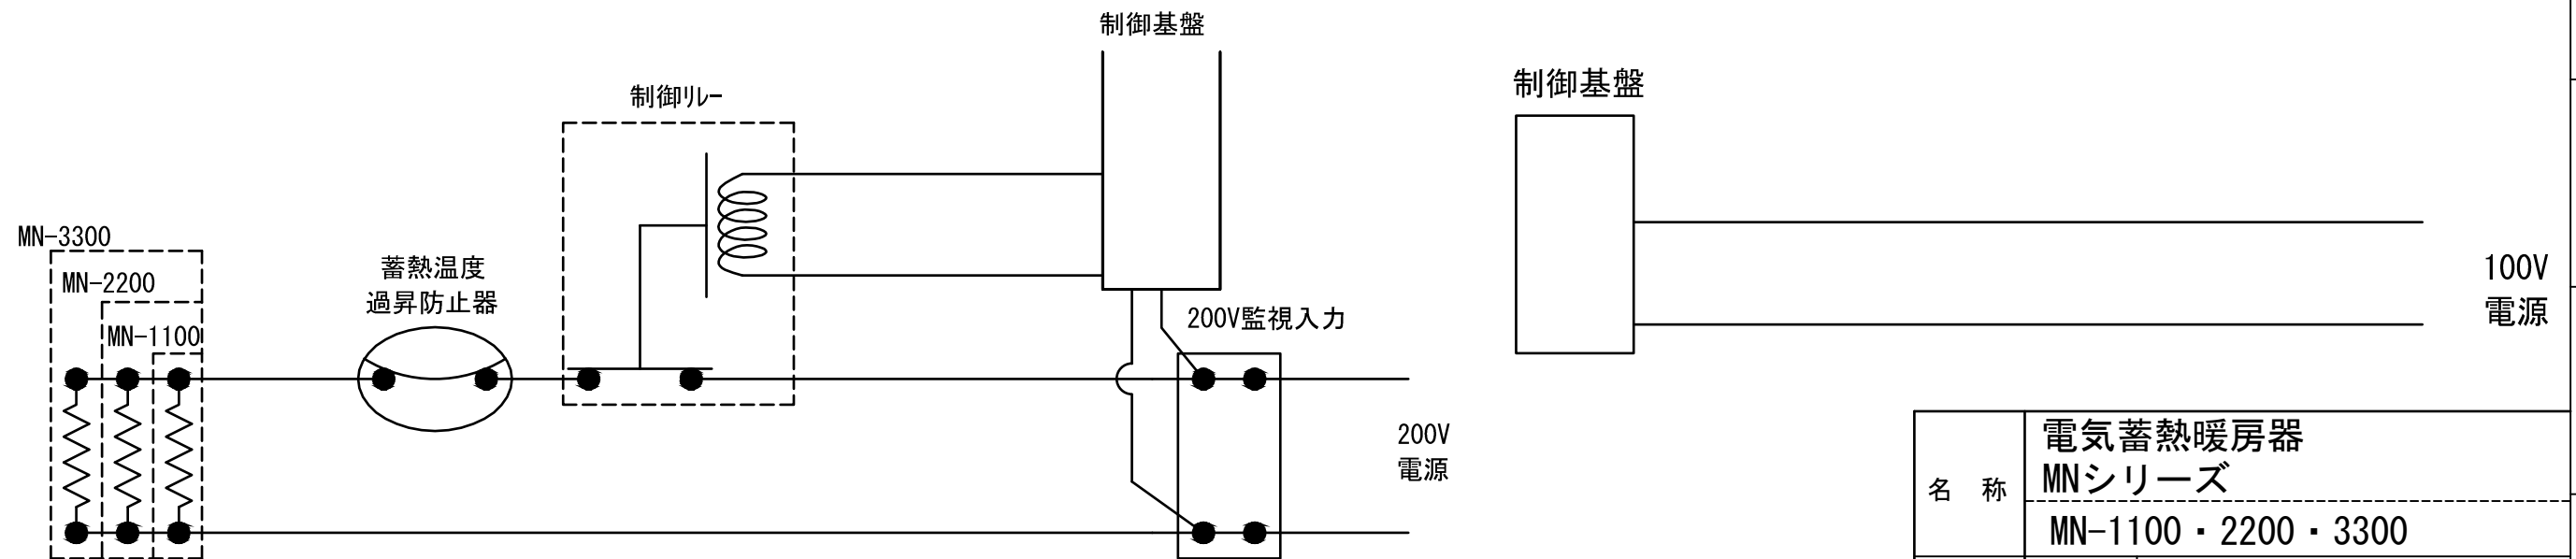 制御基盤
制御基盤
制御リレー
MN-3300
MN-2200
MN-1100
蓄熱温度
過昇防止器
200V監視入力
200V
電源
100V
電源
名 称
電気蓄熱暖房器
MNシリーズ
MN-1100・2200・3300